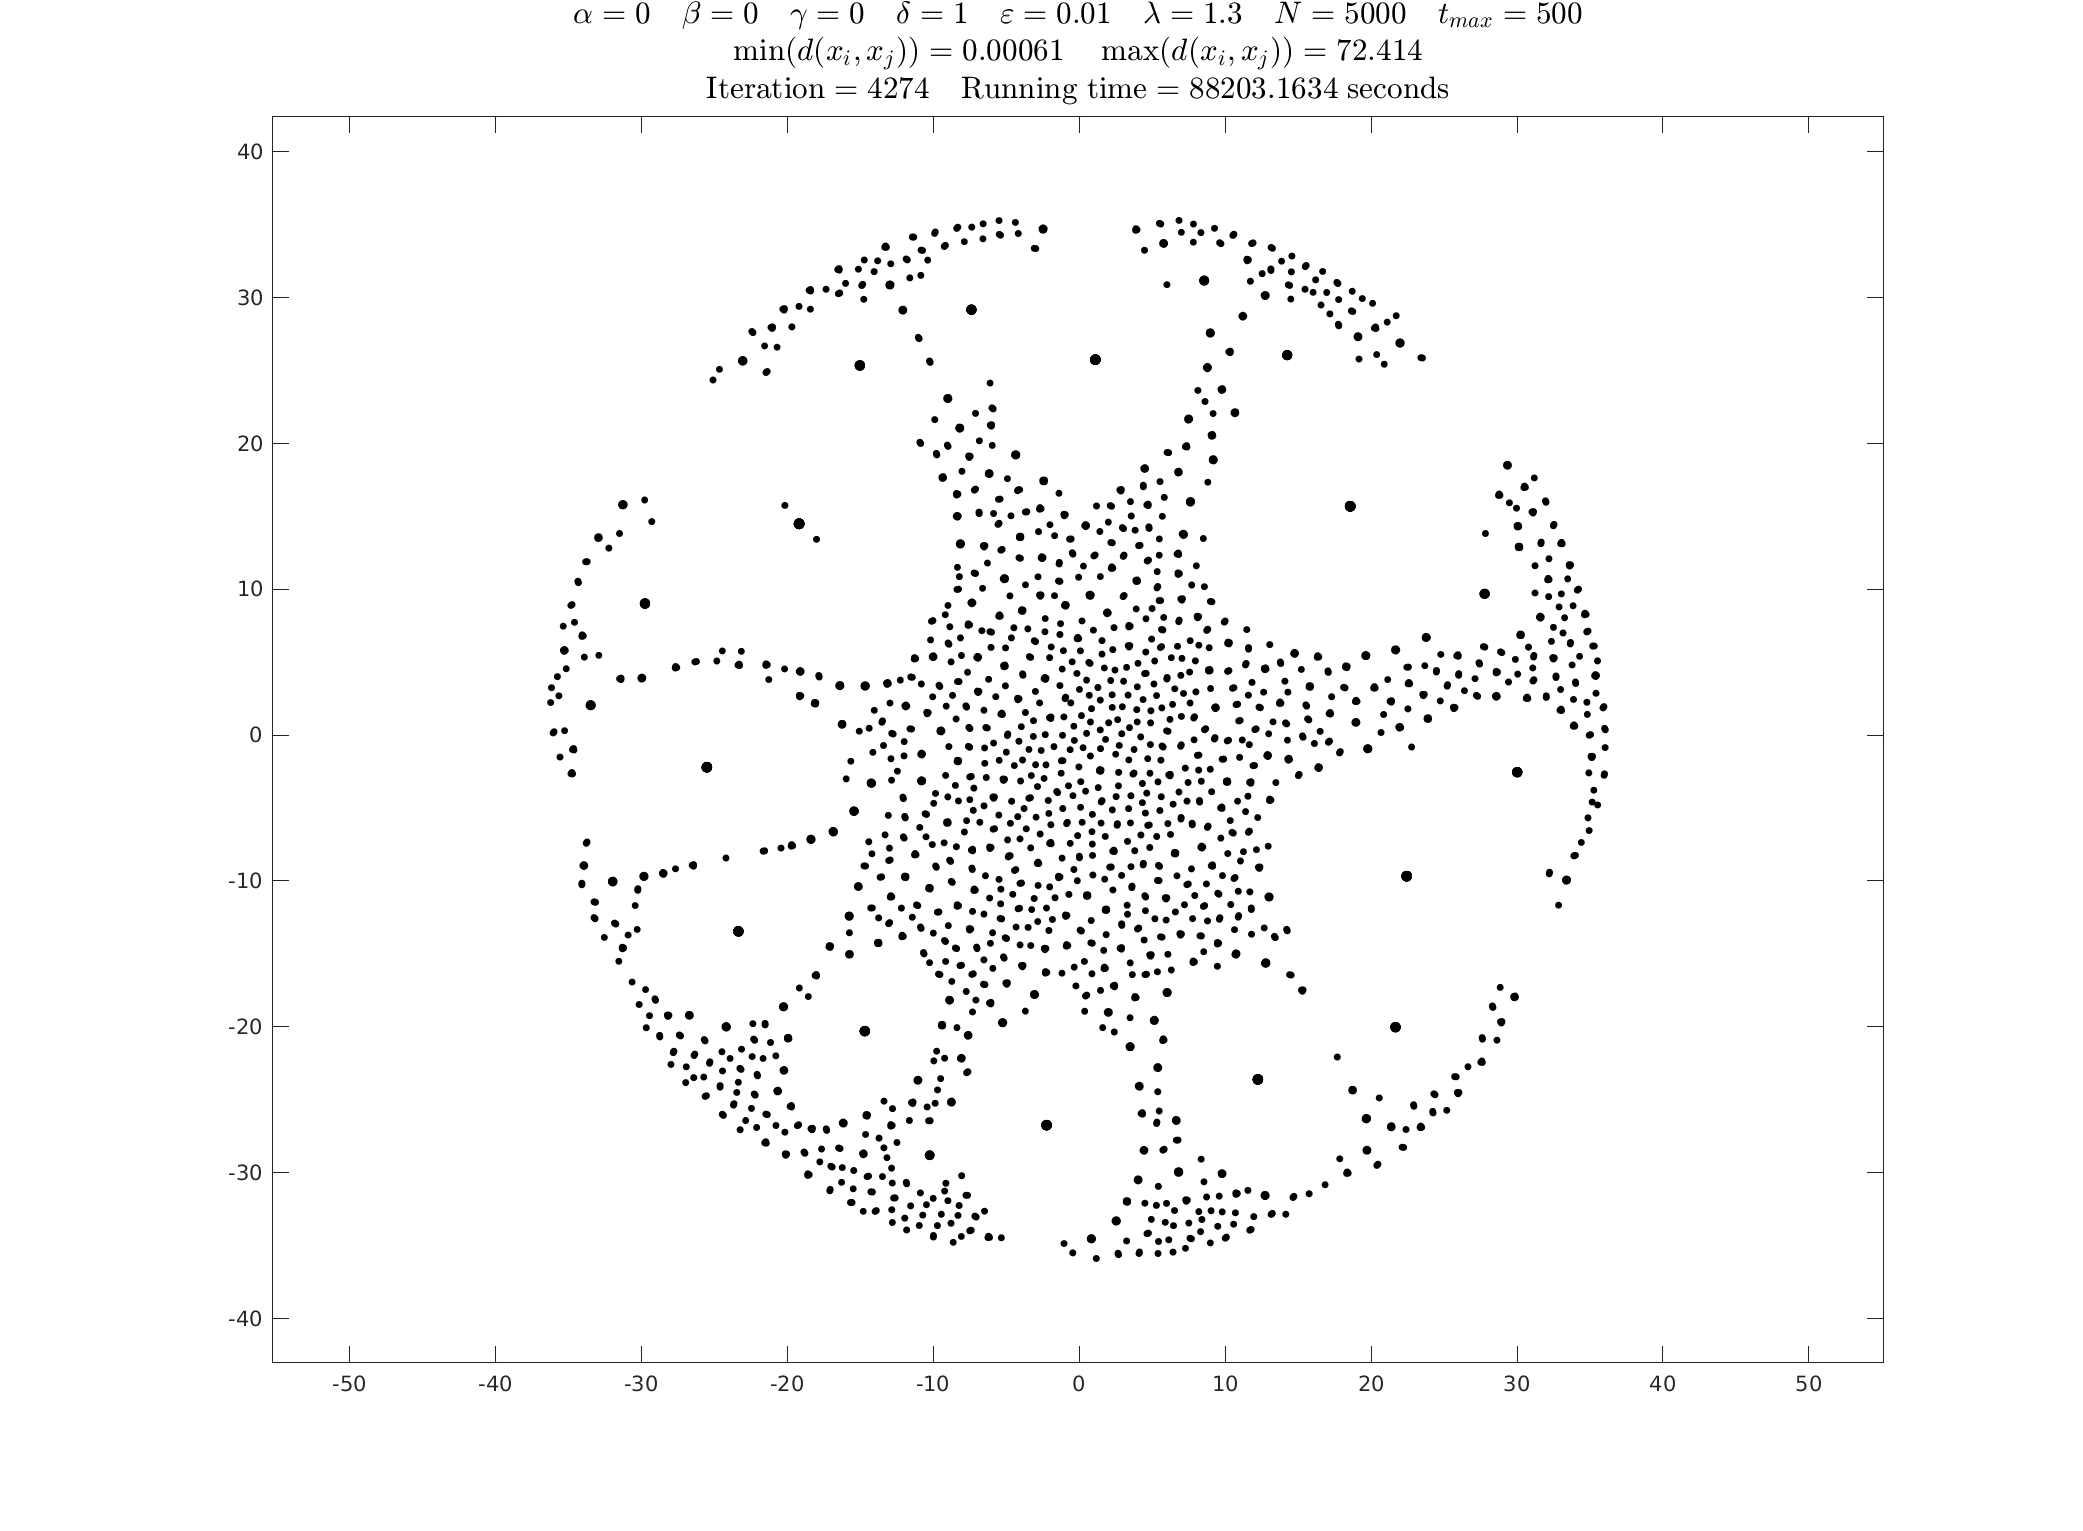 α = 0 β = 0 γ = 0 δ = 1 ε = 0.01 λ = 1.3 N = 5000 t_max = 500
min(d(x_i, x_j)) = 0.00061 max(d(x_i, x_j)) = 72.414
Iteration = 4274 Running time = 88203.1634 seconds
40
30
20
10
0
-10
-20
-30
-40
-50 -40 -30 -20 -10 0 10 20 30 40 50